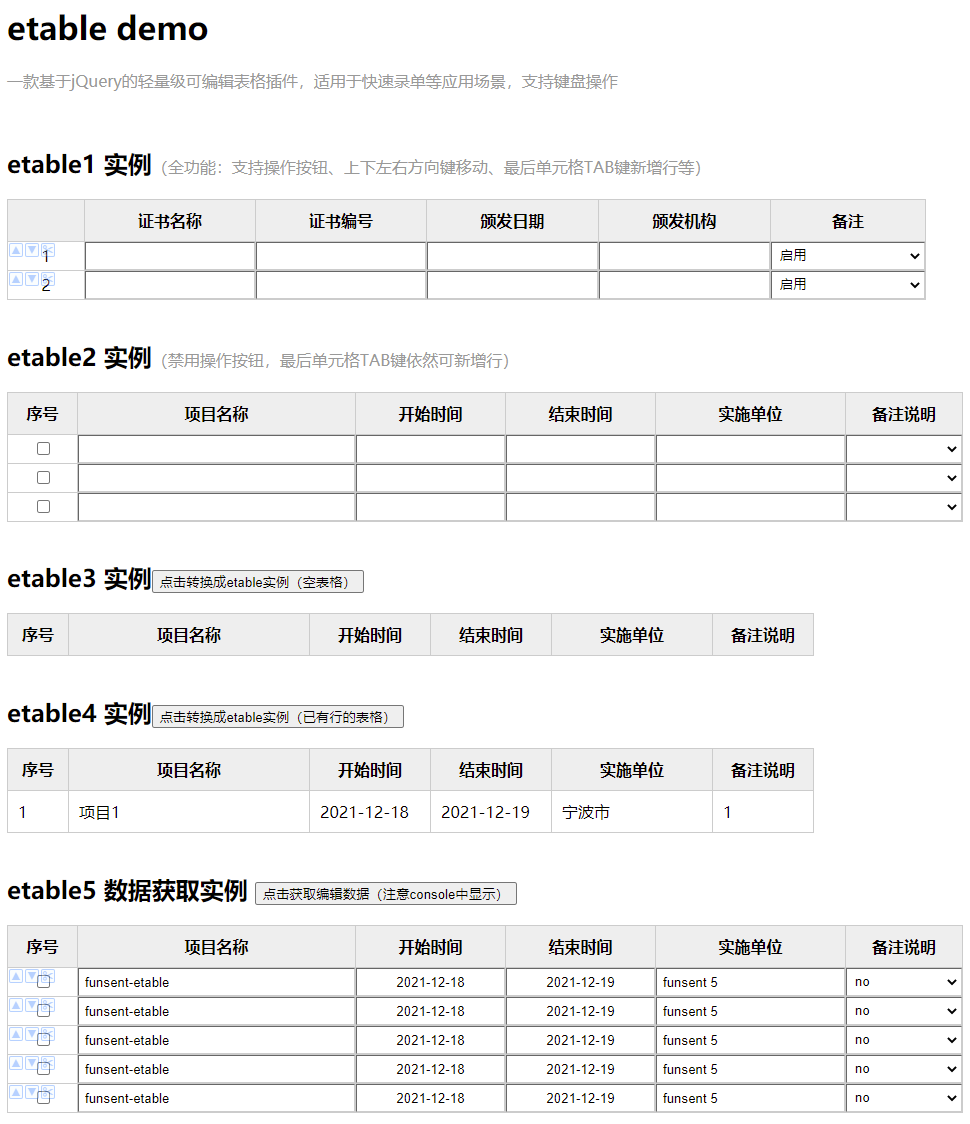 etable demo
一款基于jQuery的轻量级可编辑表格插件，适用于快速录单等应用场景，支持键盘操作
etable1 实例（全功能：支持操作按钮、上下左右方向键移动、最后单元格TAB键新增行等）
证书名称 证书编号 颁发日期 颁发机构 备注
1 启用
2 启用
etable2 实例（禁用操作按钮，最后单元格TAB键依然可新增行）
序号 项目名称 开始时间 结束时间 实施单位 备注说明
etable3 实例 点击转换成etable实例（空表格）
序号 项目名称 开始时间 结束时间 实施单位 备注说明
etable4 实例 点击转换成etable实例（已有行的表格）
序号 项目名称 开始时间 结束时间 实施单位 备注说明
1 项目1 2021-12-18 2021-12-19 宁波市 1
etable5 数据获取实例 点击获取编辑数据（注意console中显示）
序号 项目名称 开始时间 结束时间 实施单位 备注说明
funsent-etable 2021-12-18 2021-12-19 funsent 5 no
funsent-etable 2021-12-18 2021-12-19 funsent 5 no
funsent-etable 2021-12-18 2021-12-19 funsent 5 no
funsent-etable 2021-12-18 2021-12-19 funsent 5 no
funsent-etable 2021-12-18 2021-12-19 funsent 5 no